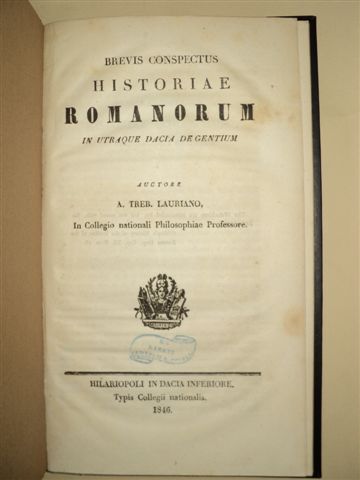 BREVIS CONSPECTUS
HISTORIAE
ROMANORUM
IN UTRAQUE DACIA DEGENTIUM
AUCTORE
A. TREB. LAURIANO,
In Collegio nationali Philosophiae Professore.
HILARIOPOLI IN DACIA INFERIORE.
Typis Collegii nationalis.
1846.